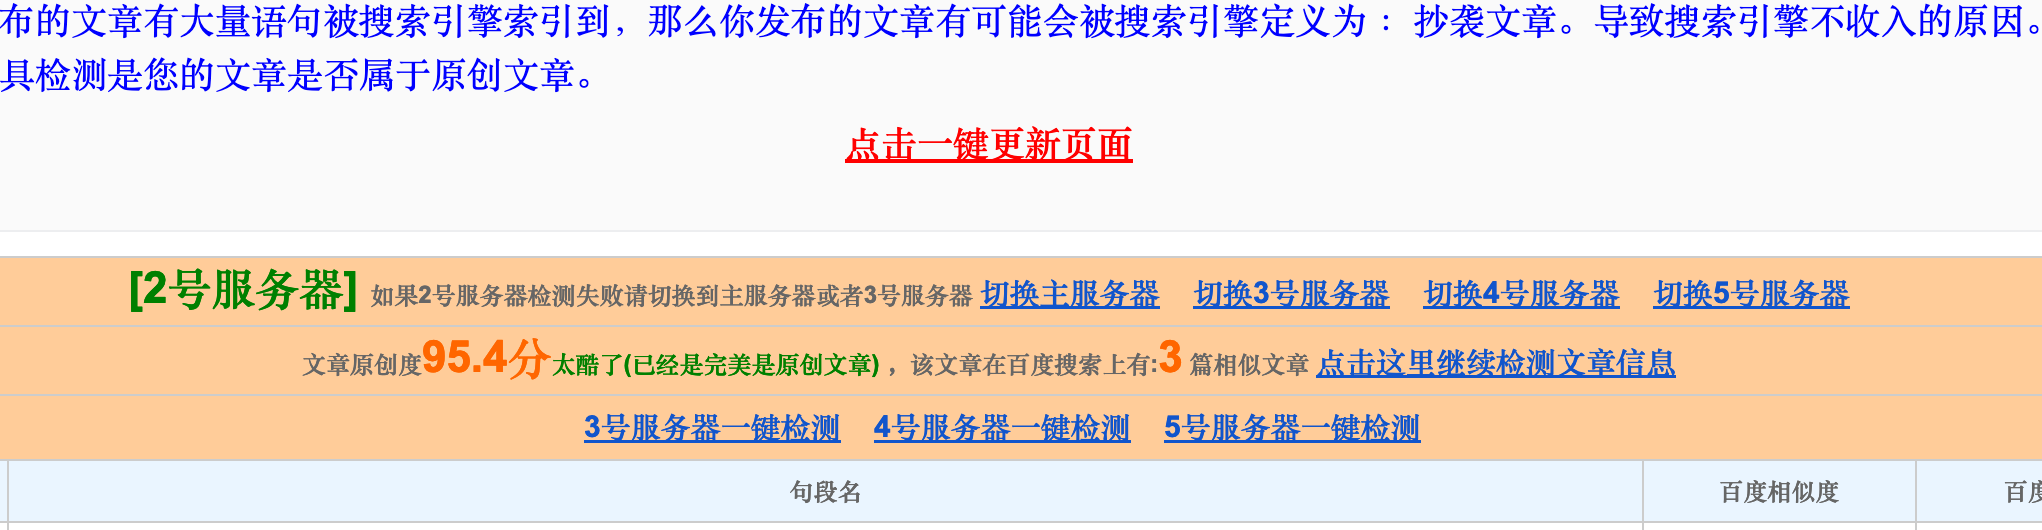 布的文章有大量语句被搜索引擎索引到，那么你发布的文章有可能会被搜索引擎定义为：抄袭文章。导致搜索引擎不收入的原因。
具检测是您的文章是否属于原创文章。
点击一键更新页面
[2号服务器] 如果2号服务器检测失败请切换到主服务器或者3号服务器 切换主服务器 切换3号服务器 切换4号服务器 切换5号服务器
文章原创度95.4分太酷了(已经是完美是原创文章) ，该文章在百度搜索上有:3 篇相似文章 点击这里继续检测文章信息
3号服务器一键检测 4号服务器一键检测 5号服务器一键检测
句段名 百度相似度 百度